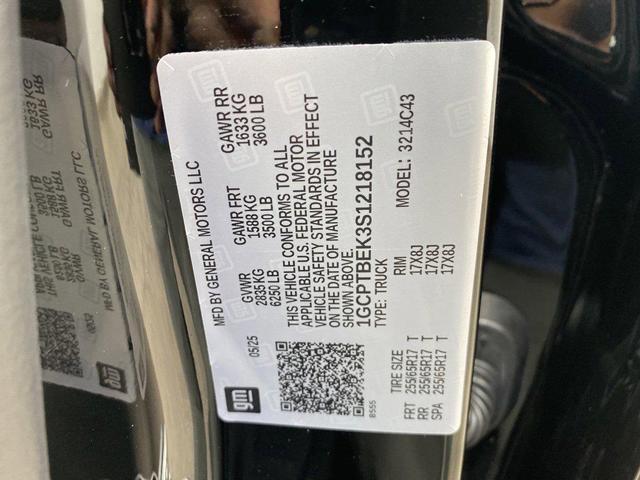 gm
MFD BY GENERAL MOTORS LLC
05/25
GVWR GAWR FRT GAWR RR
2835 KG 1588 KG 1633 KG
6250 LB 3500 LB 3600 LB
THIS VEHICLE CONFORMS TO ALL
APPLICABLE U.S. FEDERAL MOTOR
VEHICLE SAFETY STANDARDS IN EFFECT
ON THE DATE OF MANUFACTURE
SHOWN ABOVE.
1GCPTBEK3S1218152
TYPE: TRUCK MODEL: 3214C43
8555
TIRE SIZE RIM
FRT 255/65R17 T 17X8J
RR 255/65R17 T 17X8J
SPA 255/65R17 T 17X8J